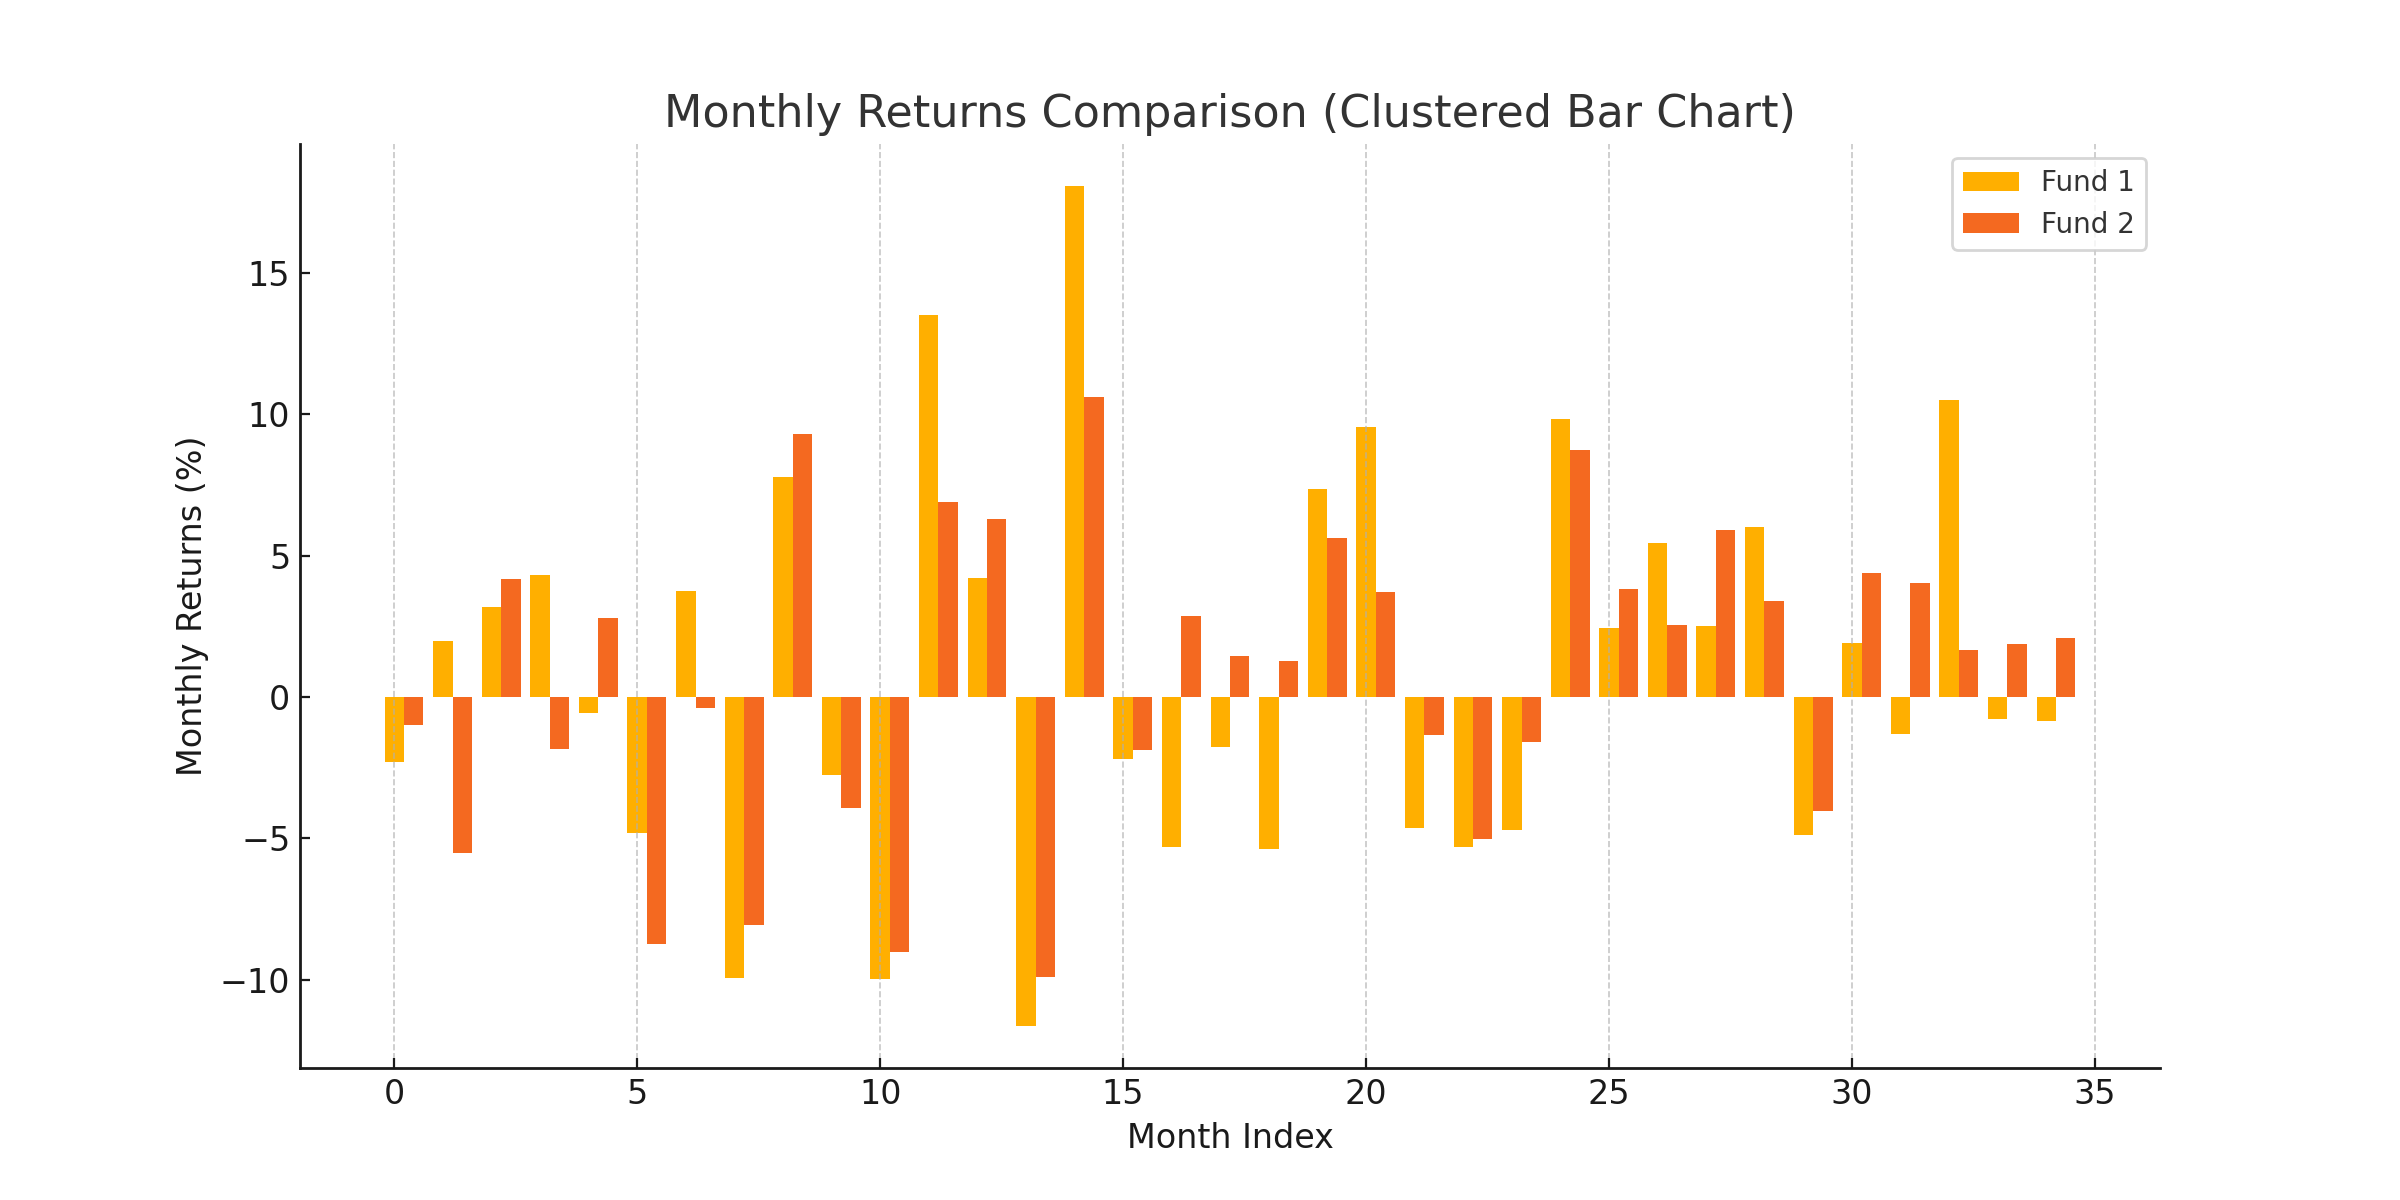 Monthly Returns Comparison (Clustered Bar Chart)
Fund 1
Fund 2
15
10
5
0
−5
−10
Monthly Returns (%)
0 5 10 15 20 25 30 35
Month Index